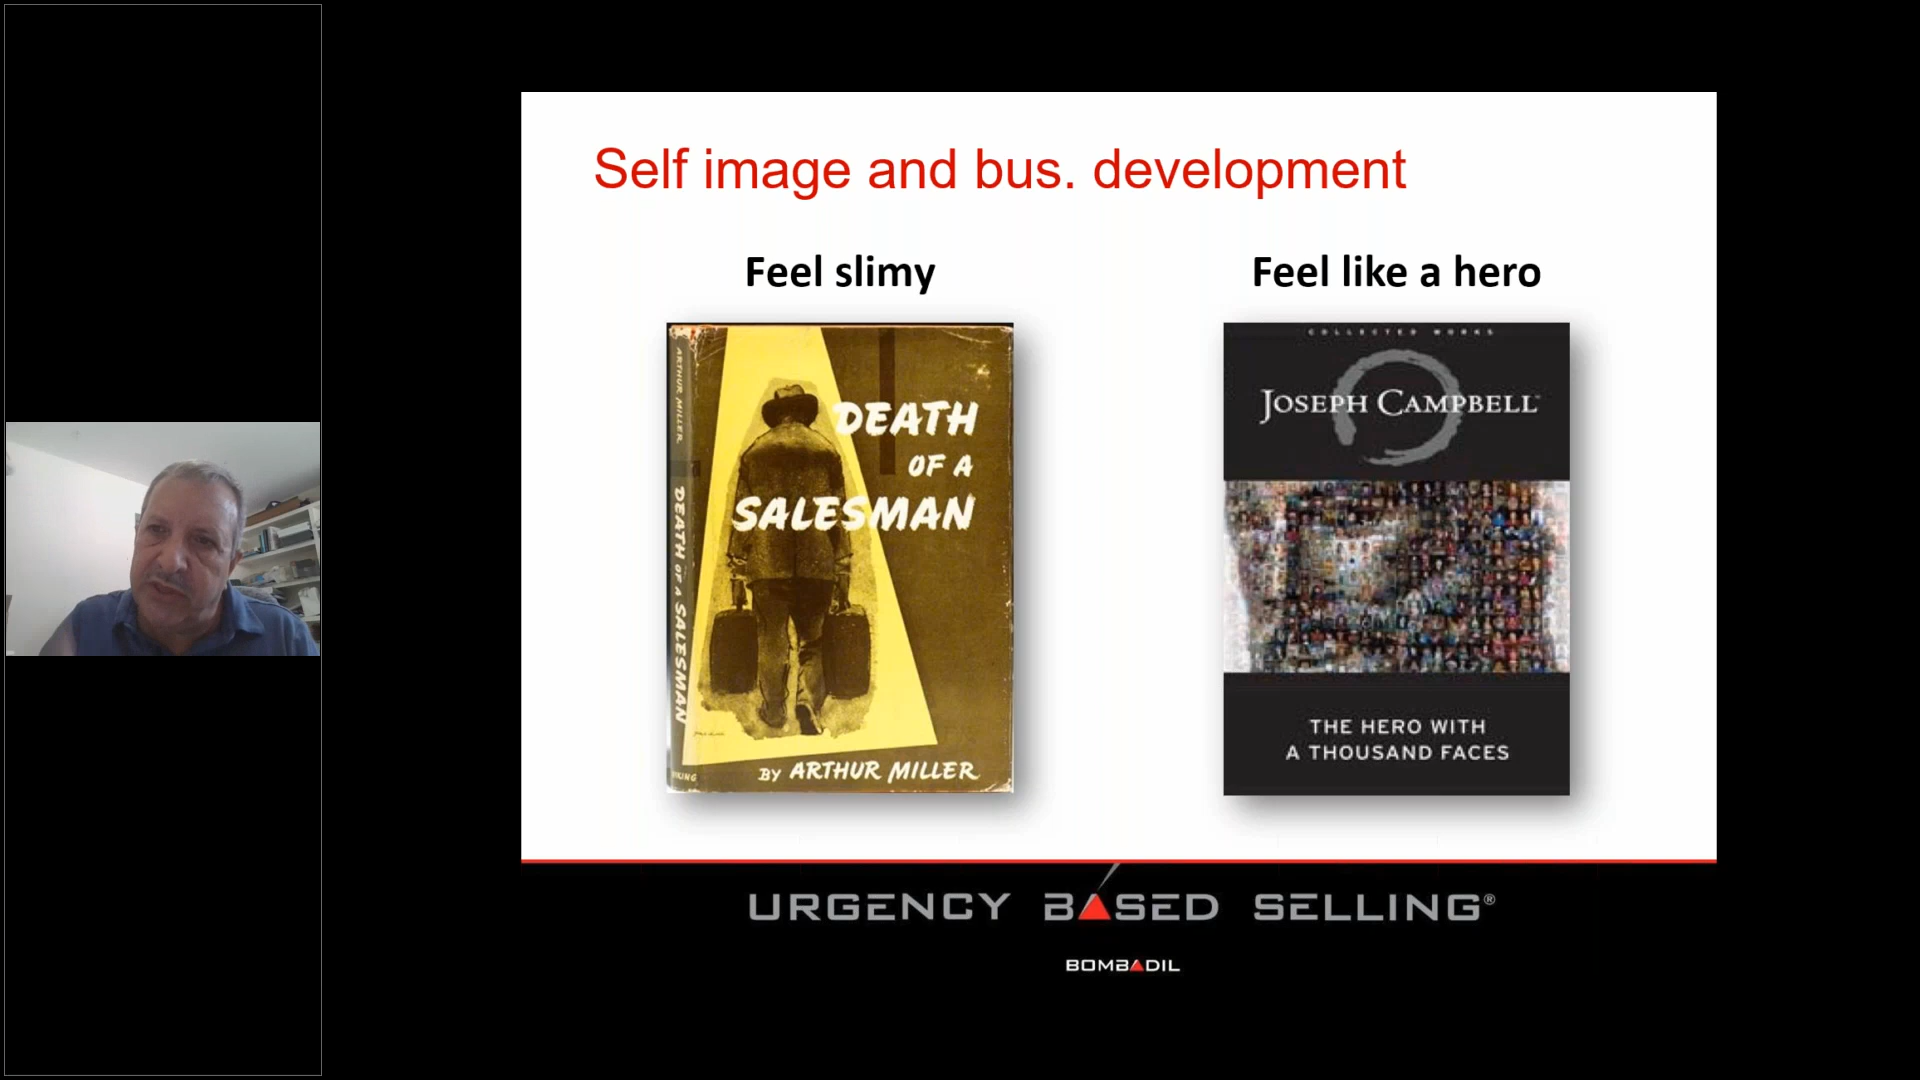 Self image and bus. development
Feel slimy
Feel like a hero
ARTHUR MILLER
DEATH OF A SALESMAN
VIKING
DEATH
OF A
SALESMAN
BY ARTHUR MILLER
COLLECTED WORKS
JOSEPH CAMPBELL
THE HERO WITH
A THOUSAND FACES
URGENCY BASED SELLING®
BOMBADIL